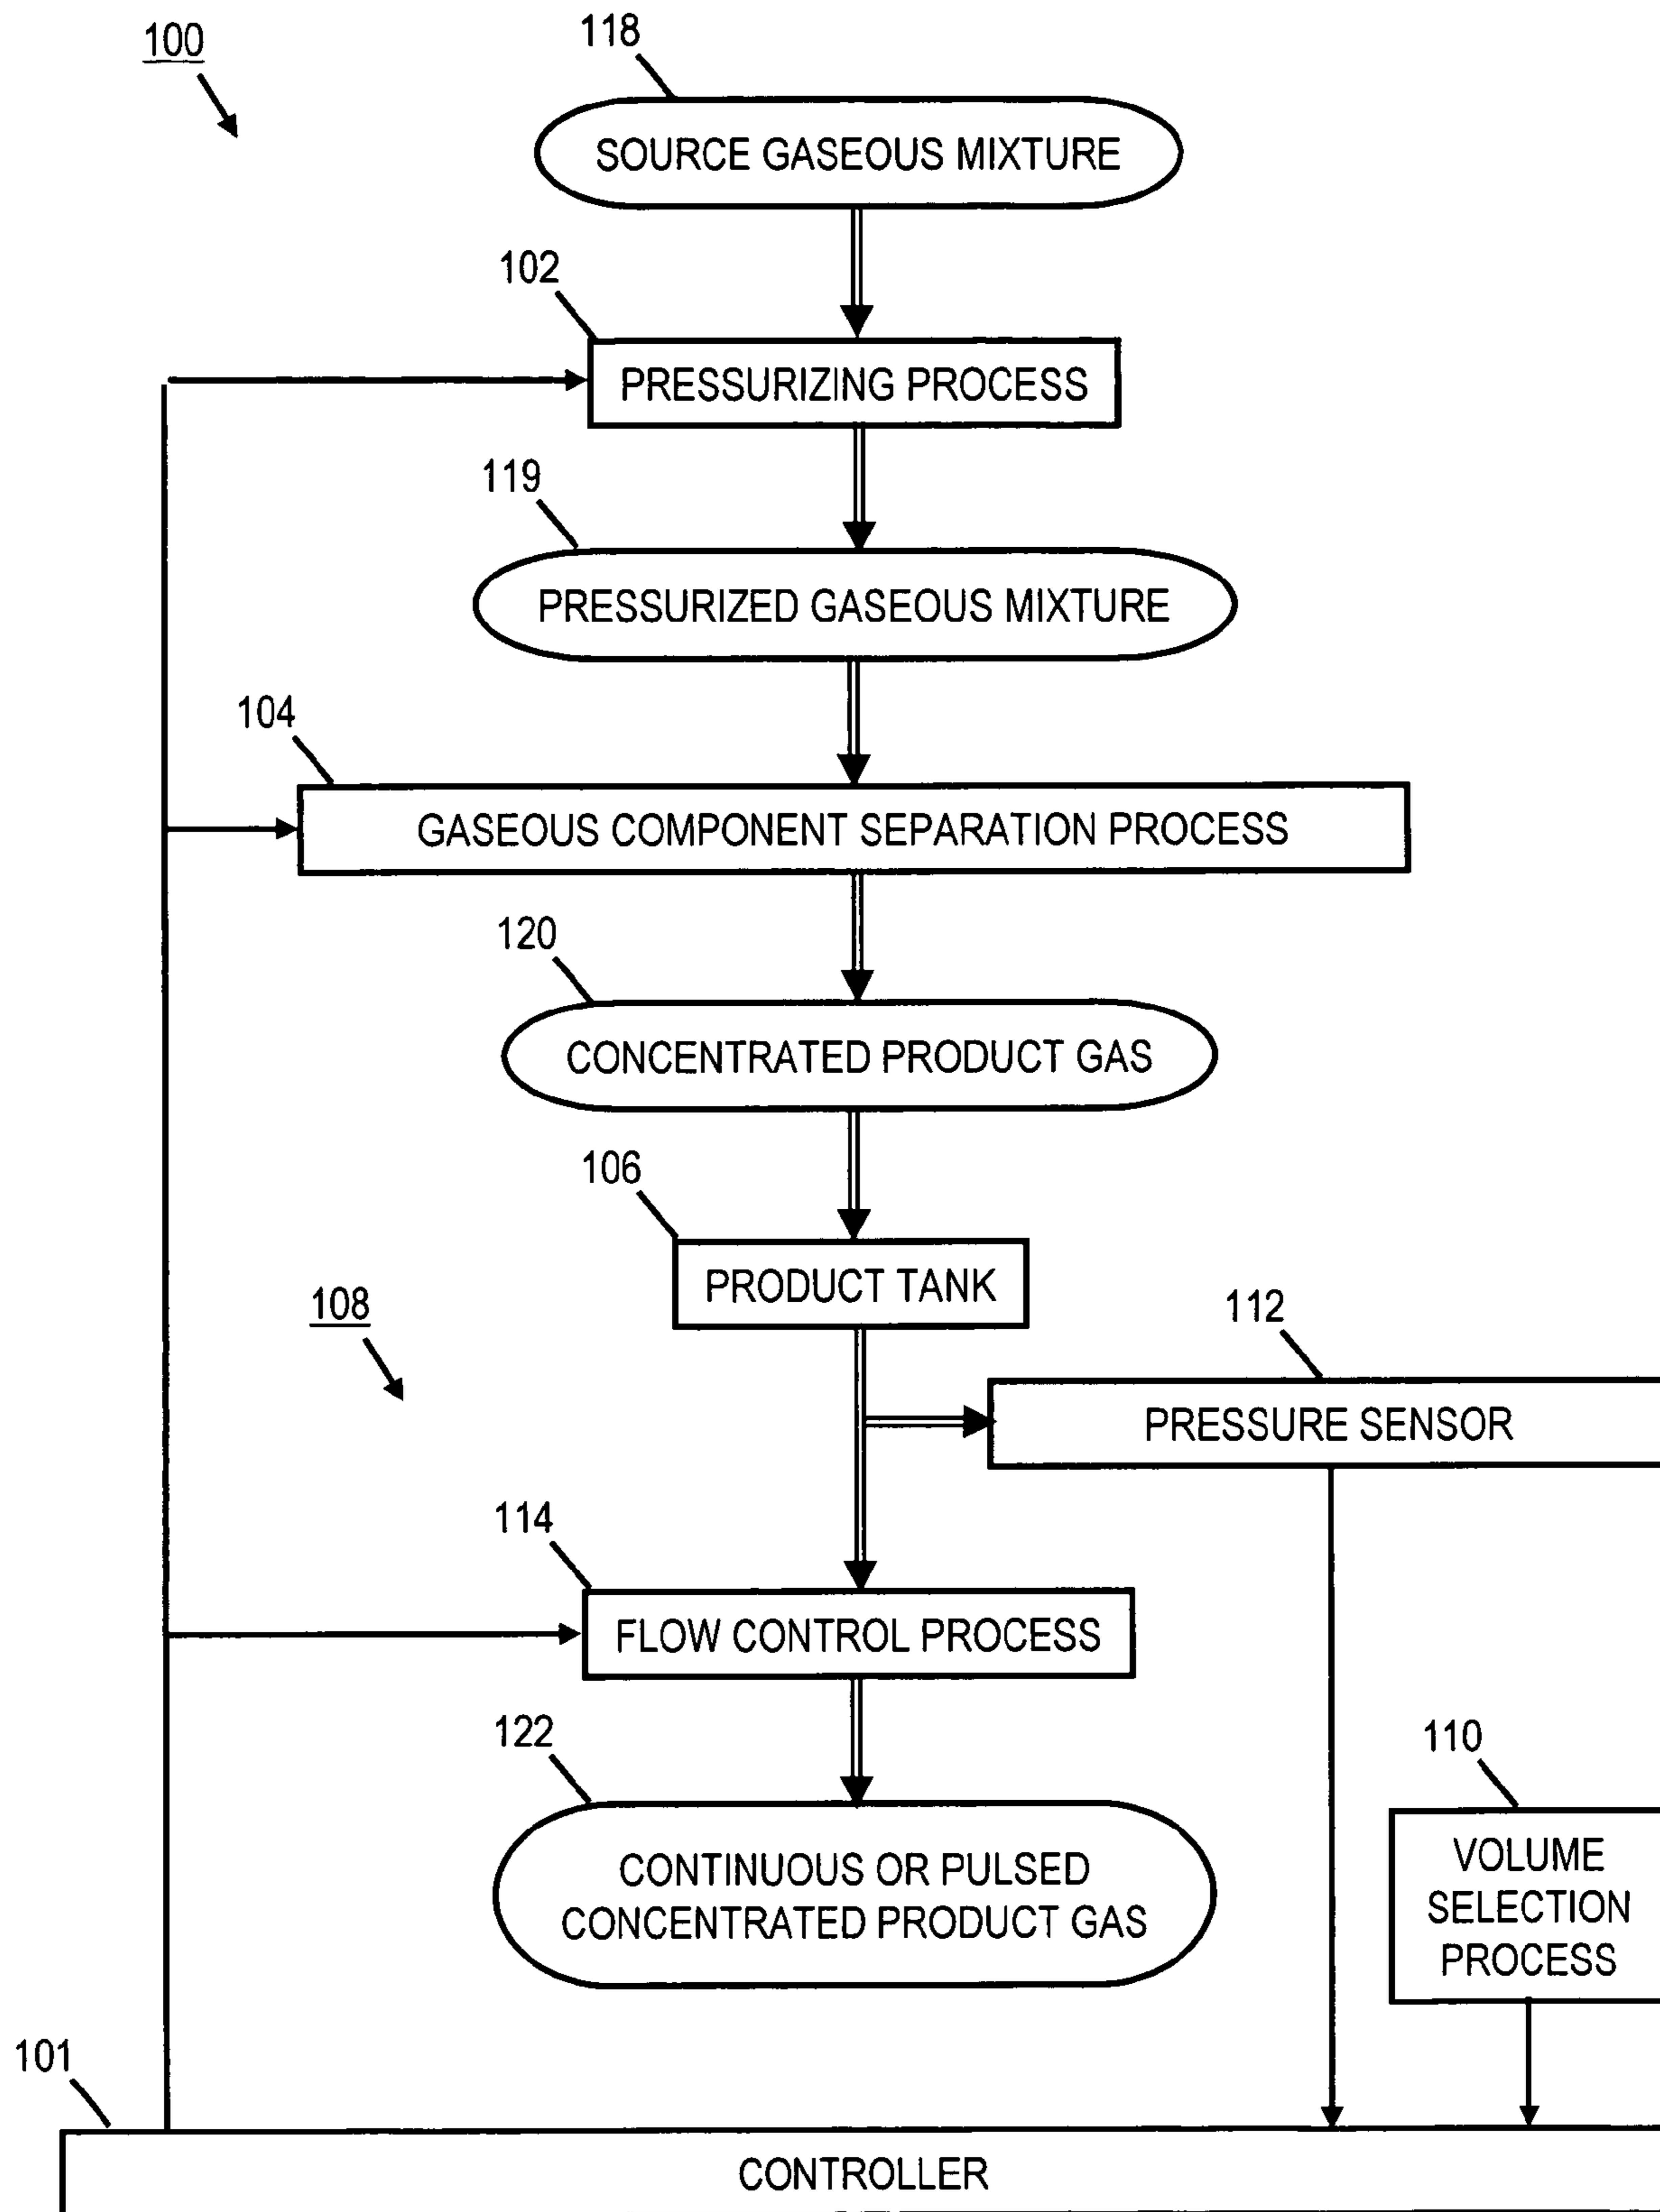 100
118
SOURCE GASEOUS MIXTURE
102
PRESSURIZING PROCESS
119
PRESSURIZED GASEOUS MIXTURE
104
GASEOUS COMPONENT SEPARATION PROCESS
120
CONCENTRATED PRODUCT GAS
106
PRODUCT TANK
108
112
PRESSURE SENSOR
114
FLOW CONTROL PROCESS
122
CONTINUOUS OR PULSED
CONCENTRATED PRODUCT GAS
110
VOLUME
SELECTION
PROCESS
101
CONTROLLER